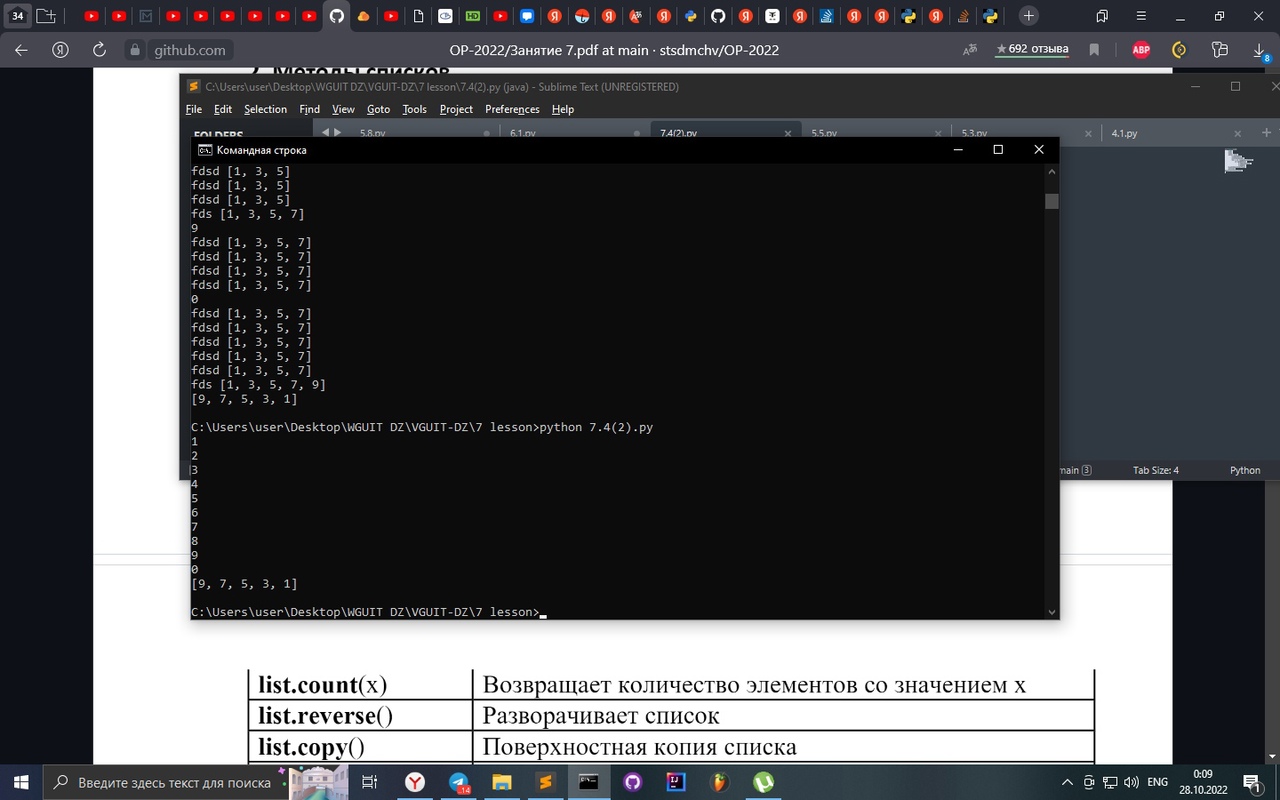 34
github.com
OP-2022/Занятие 7.pdf at main · stsdmchv/OP-2022
★ 692 отзыва
ABP
8
2. Методы списков
C:\Users\user\Desktop\WGUIT DZ\VGUIT-DZ\7 lesson\7.4(2).py (java) - Sublime Text (UNREGISTERED)
File Edit Selection Find View Goto Tools Project Preferences Help
FOLDERS
5.8.py 6.1.py 7.4(2).py 5.5.py 5.3.py 4.1.py
Командная строка
fdsd [1, 3, 5]
fdsd [1, 3, 5]
fdsd [1, 3, 5]
fds [1, 3, 5, 7]
9
fdsd [1, 3, 5, 7]
fdsd [1, 3, 5, 7]
fdsd [1, 3, 5, 7]
fdsd [1, 3, 5, 7]
0
fdsd [1, 3, 5, 7]
fdsd [1, 3, 5, 7]
fdsd [1, 3, 5, 7]
fdsd [1, 3, 5, 7]
fdsd [1, 3, 5, 7]
fds [1, 3, 5, 7, 9]
[9, 7, 5, 3, 1]
C:\Users\user\Desktop\WGUIT DZ\VGUIT-DZ\7 lesson>python 7.4(2).py
1
2
3
4
5
6
7
8
9
0
[9, 7, 5, 3, 1]
C:\Users\user\Desktop\WGUIT DZ\VGUIT-DZ\7 lesson>
main 3 Tab Size: 4 Python
list.count(x) Возвращает количество элементов со значением x
list.reverse() Разворачивает список
list.copy() Поверхностная копия списка
Введите здесь текст для поиска
14
ENG
0:09
28.10.2022
1